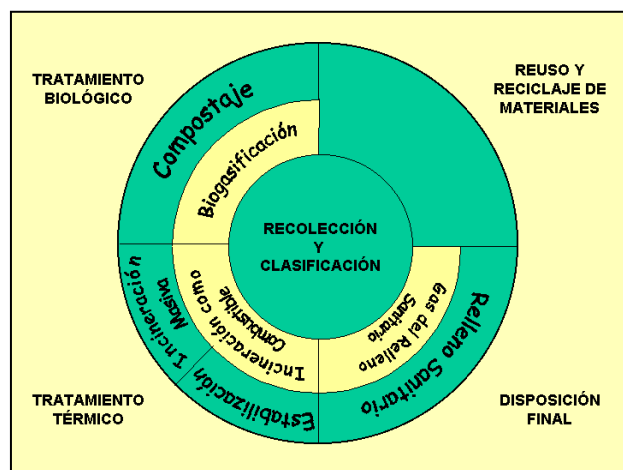 TRATAMIENTO
BIOLÓGICO
REUSO Y
RECICLAJE DE
MATERIALES
Compostaje
Biogasificación
RECOLECCIÓN
Y
CLASIFICACIÓN
Incineración
Masiva
Incineración como
Combustible
Estabilización
Gas del Relleno
Sanitario
Relleno Sanitario
TRATAMIENTO
TÉRMICO
DISPOSICIÓN
FINAL